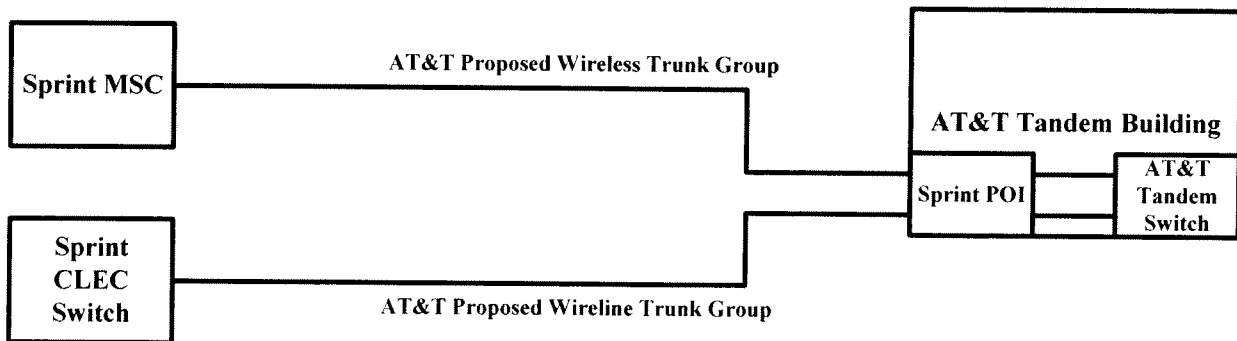 Sprint MSC
AT&T Proposed Wireless Trunk Group
AT&T Tandem Building
Sprint POI
AT&T
Tandem
Switch
Sprint
CLEC
Switch
AT&T Proposed Wireline Trunk Group